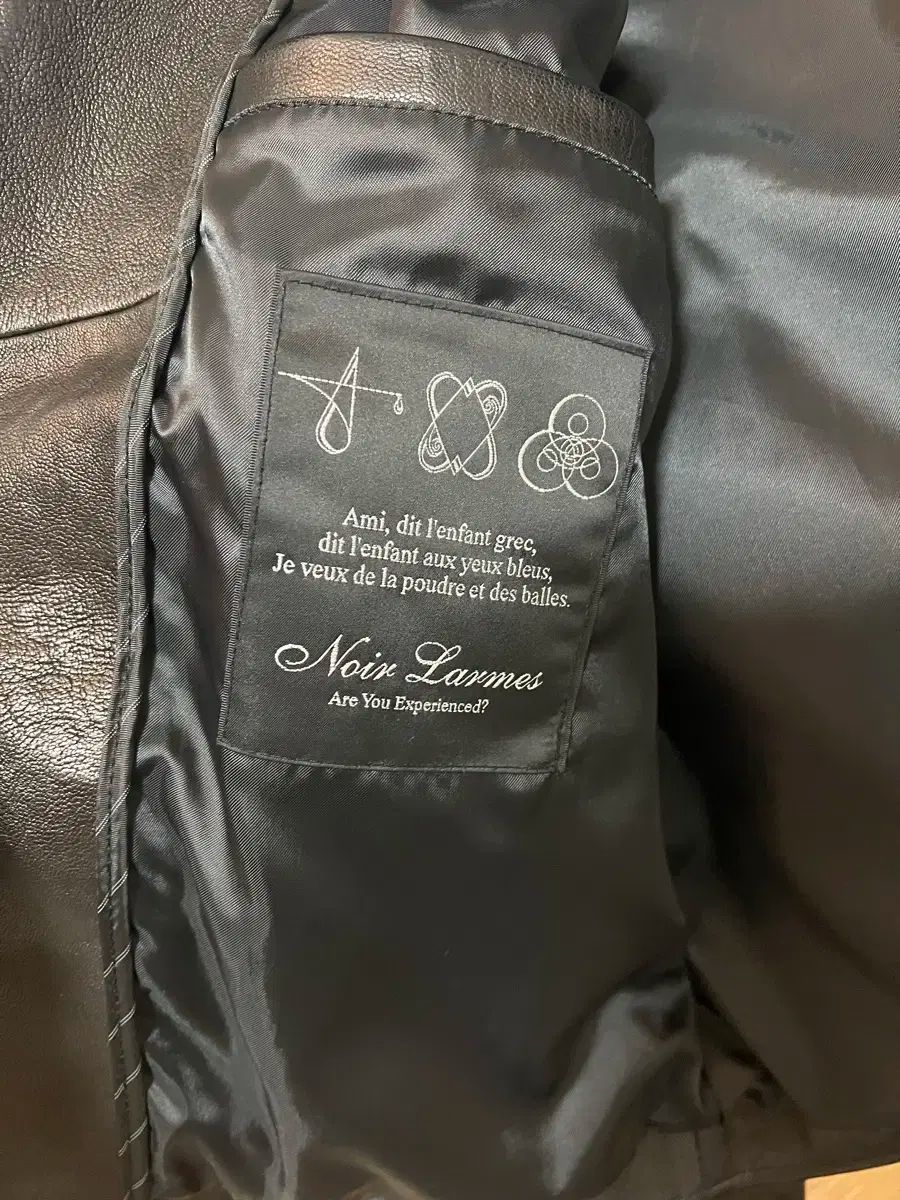 Ami, dit l'enfant grec,
dit l'enfant aux yeux bleus,
Je veux de la poudre et des balles.
Noir Larmes
Are You Experienced?